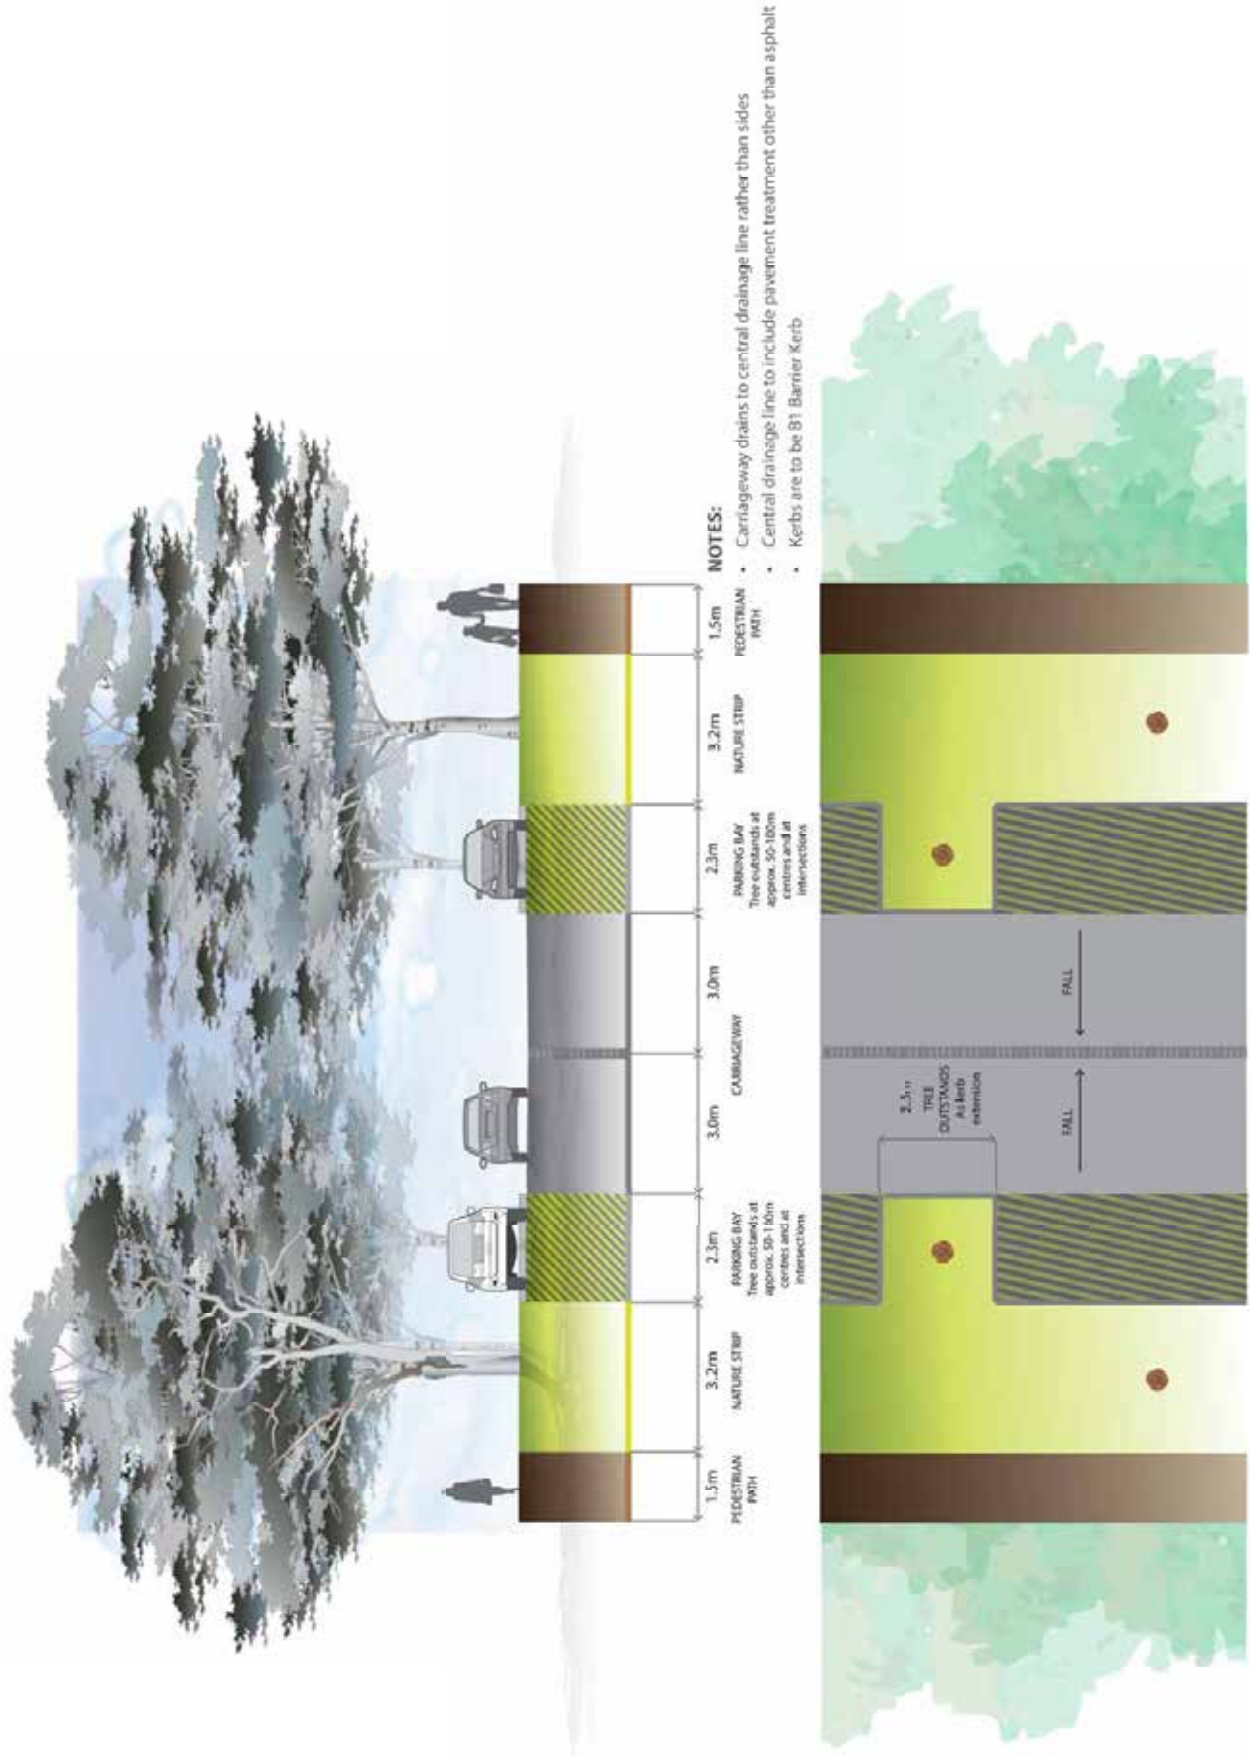 1.5m
PEDESTRIAN
PATH
3.2m
NATURE STRIP
2.3m
PARKING BAY
Tree outstands at
approx. 50-100m
centres and at
intersections
3.0m
CARRIAGEWAY
3.0m
2.3m
PARKING BAY
Tree outstands at
approx. 50-100m
centres and at
intersections
3.2m
NATURE STRIP
1.5m
PEDESTRIAN
PATH
NOTES:
• Carriageway drains to central drainage line rather than sides
• Central drainage line to include pavement treatment other than asphalt
• Kerbs are to be B1 Barrier Kerb
TREE
OUTSTANDS
As kerb
extension
FALL
FALL